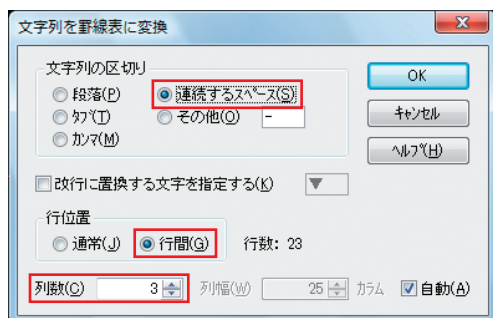 文字列を罫線表に変換
文字列の区切り
段落(P) 連続するスペース(S)
タブ(T) その他(O) -
カンマ(M)
OK
キャンセル
ヘルプ(H)
改行に置換する文字を指定する(K)
行位置
通常(J) 行間(G) 行数: 23
列数(C) 3 列幅(W) 25 カラム 自動(A)